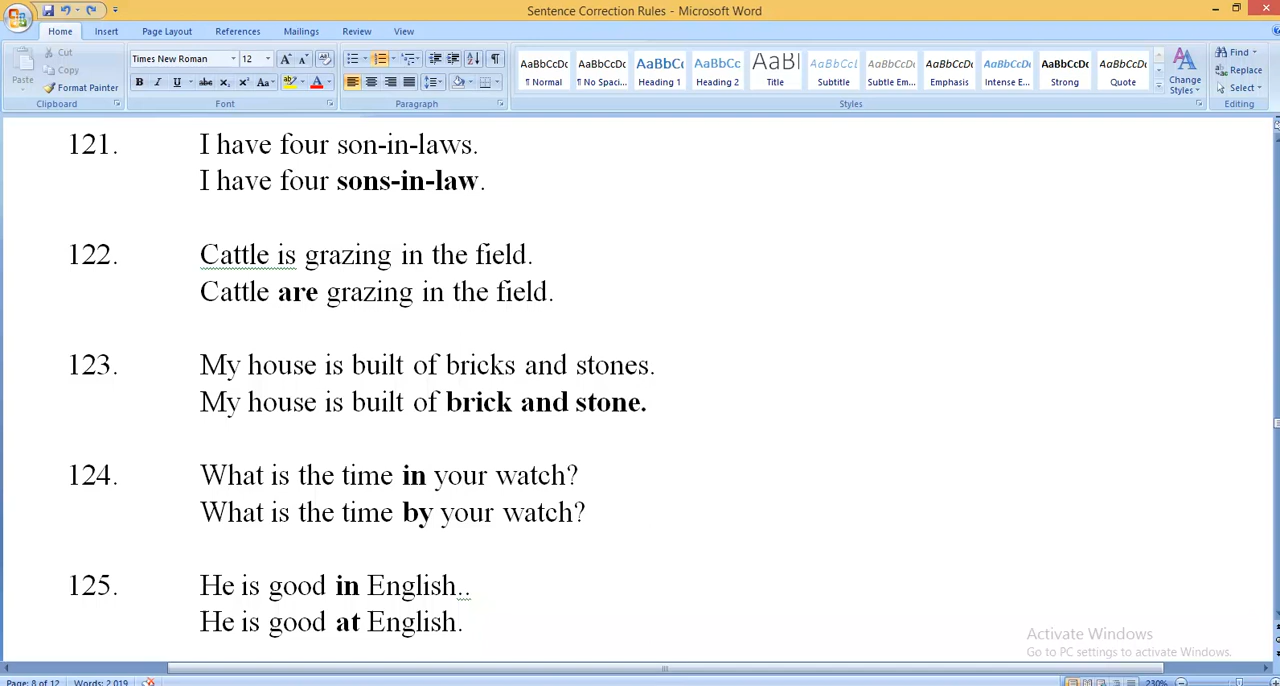 Sentence Correction Rules - Microsoft Word
Home Insert Page Layout References Mailings Review View
Cut
Copy
Format Painter
Paste
Times New Roman 12
AaBbCcDc AaBbCcDc AaBbC( AaBbCc AaBl AaBbCcl AaBbCcDc AaBbCcDc AaBbCcDc AaBbCcDc AaBbCcDc
¶ Normal ¶ No Spaci... Heading 1 Heading 2 Title Subtitle Subtle Em... Emphasis Intense E... Strong Quote
Change Styles
Find
Replace
Select
Clipboard Font Paragraph Styles Editing
121. I have four son-in-laws.
I have four sons-in-law.
122. Cattle is grazing in the field.
Cattle are grazing in the field.
123. My house is built of bricks and stones.
My house is built of brick and stone.
124. What is the time in your watch?
What is the time by your watch?
125. He is good in English..
He is good at English.
Activate Windows
Go to PC settings to activate Windows.
Page: 8 of 12 Words: 2,019 230%